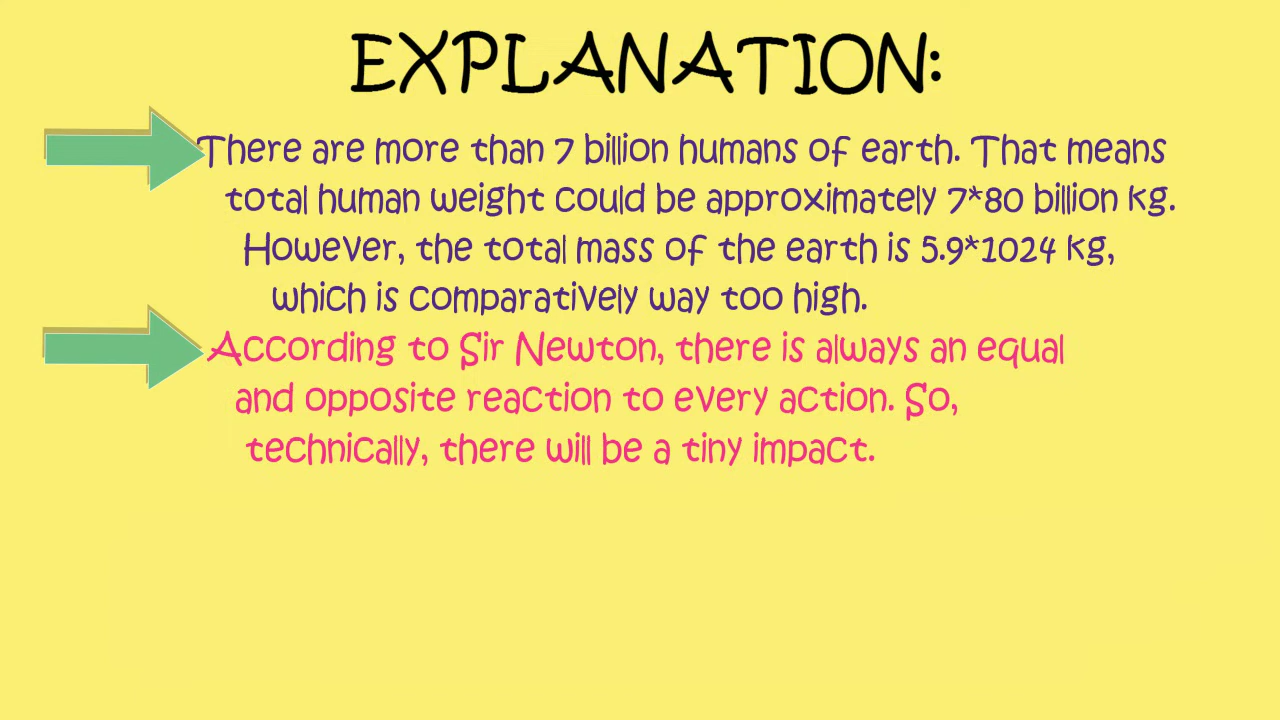 EXPLANATION:
There are more than 7 billion humans of earth. That means
total human weight could be approximately 7*80 billion kg.
However, the total mass of the earth is 5.9*1024 kg,
which is comparatively way too high.
According to Sir Newton, there is always an equal
and opposite reaction to every action. So,
technically, there will be a tiny impact.